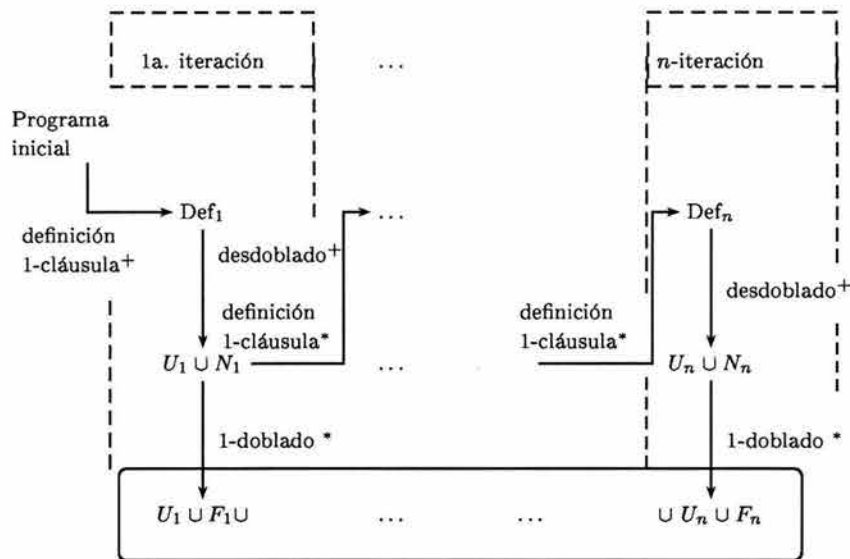 1a. iteración ... n-iteración
Programa
inicial
Def₁ ... Defₙ
definición
1-cláusula⁺
desdoblado⁺
desdoblado⁺
definición
1-cláusula*
definición
1-cláusula*
U₁ ∪ N₁ ... Uₙ ∪ Nₙ
1-doblado * 1-doblado *
U₁ ∪ F₁∪ ... ... ∪ Uₙ ∪ Fₙ